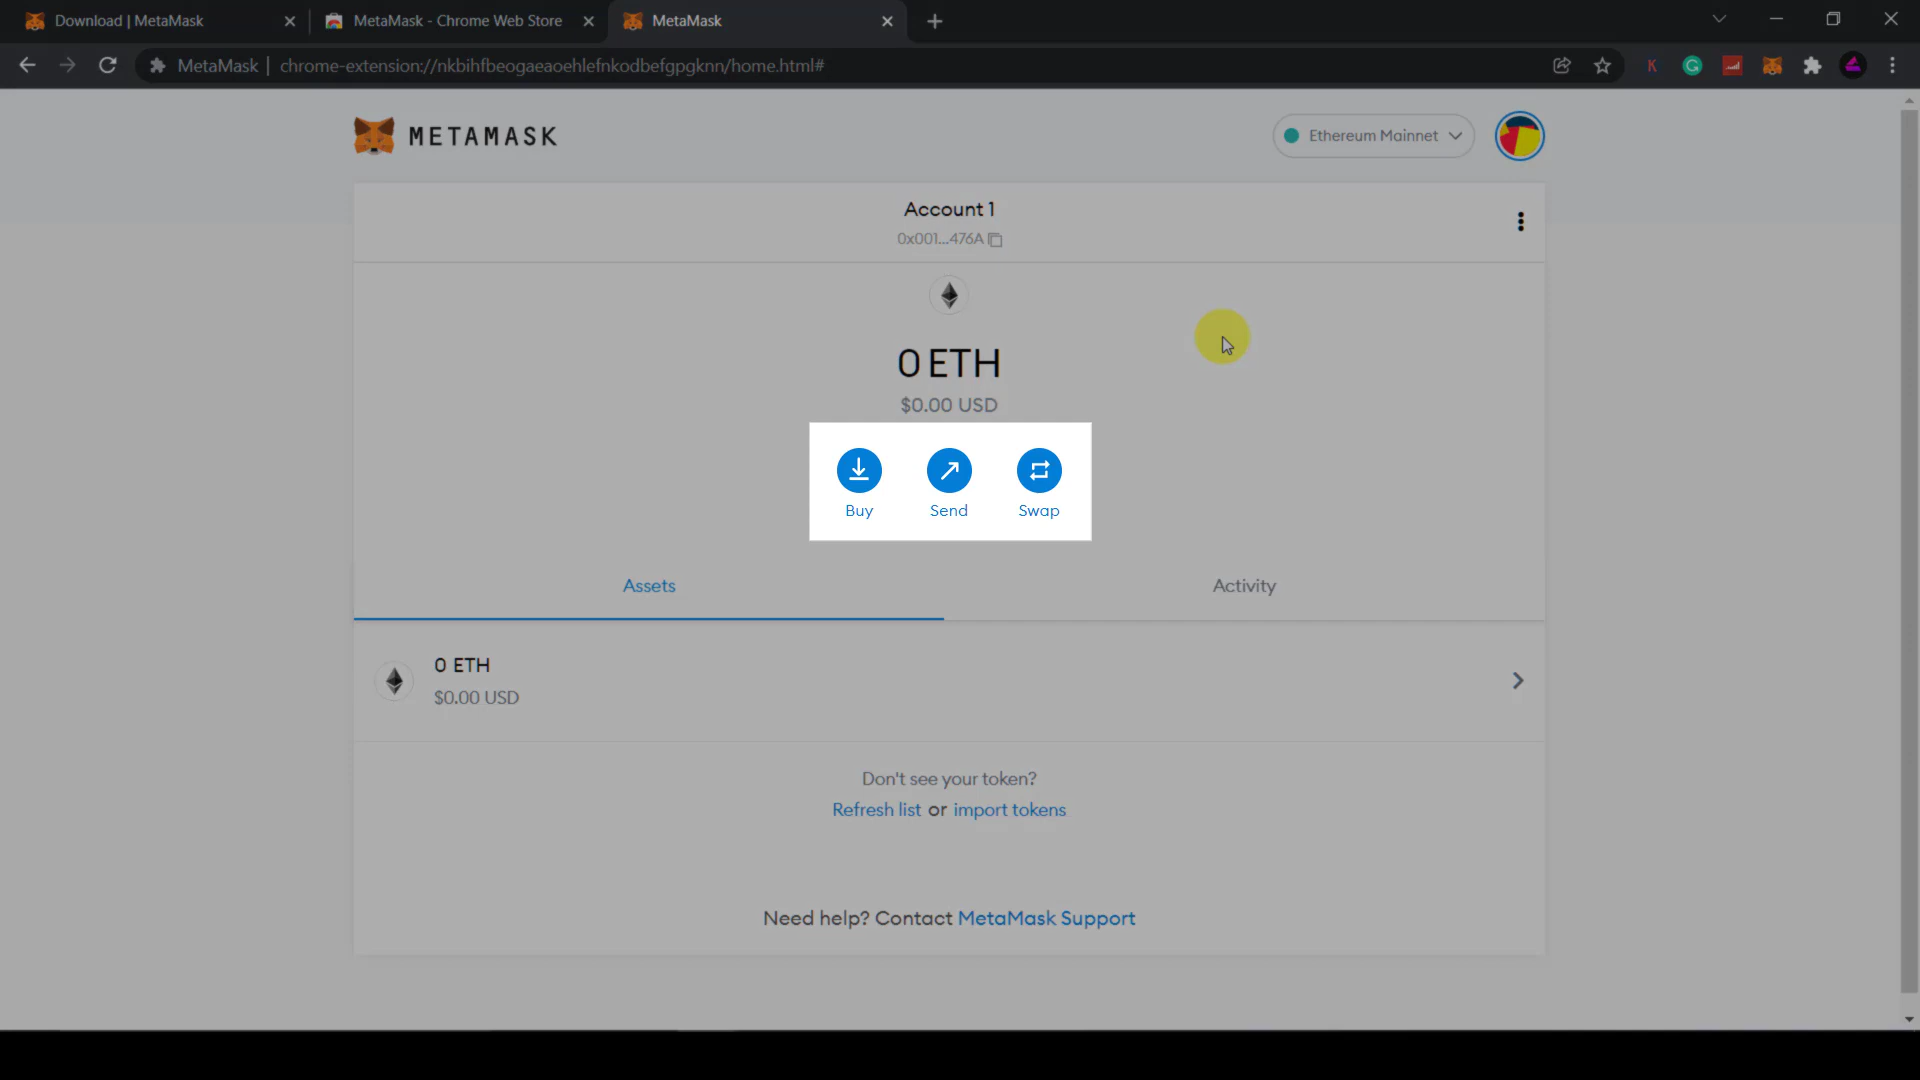 Download | MetaMask
MetaMask - Chrome Web Store
MetaMask
MetaMask | chrome-extension://nkbihfbeogaeaoehlefnkodbefgpgknn/home.html#
K
METAMASK
Ethereum Mainnet
Account 1
0x001...476A
0 ETH
$0.00 USD
Buy
Send
Swap
Assets
Activity
0 ETH
$0.00 USD
Don't see your token?
Refresh list or import tokens
Need help? Contact MetaMask Support